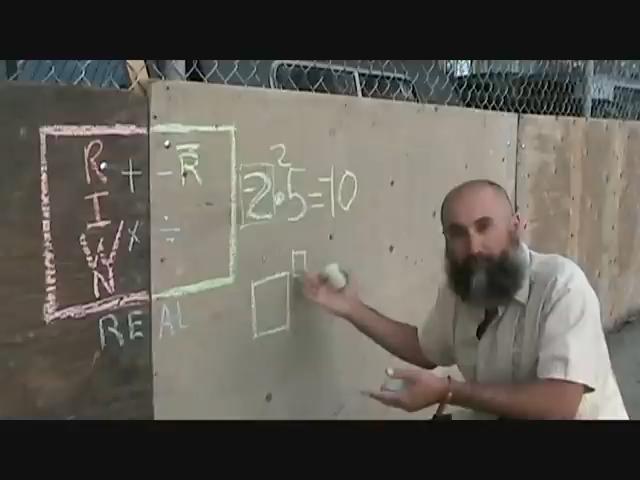 R + - R̅
I
W × ÷
N
REAL
2
2·5=10